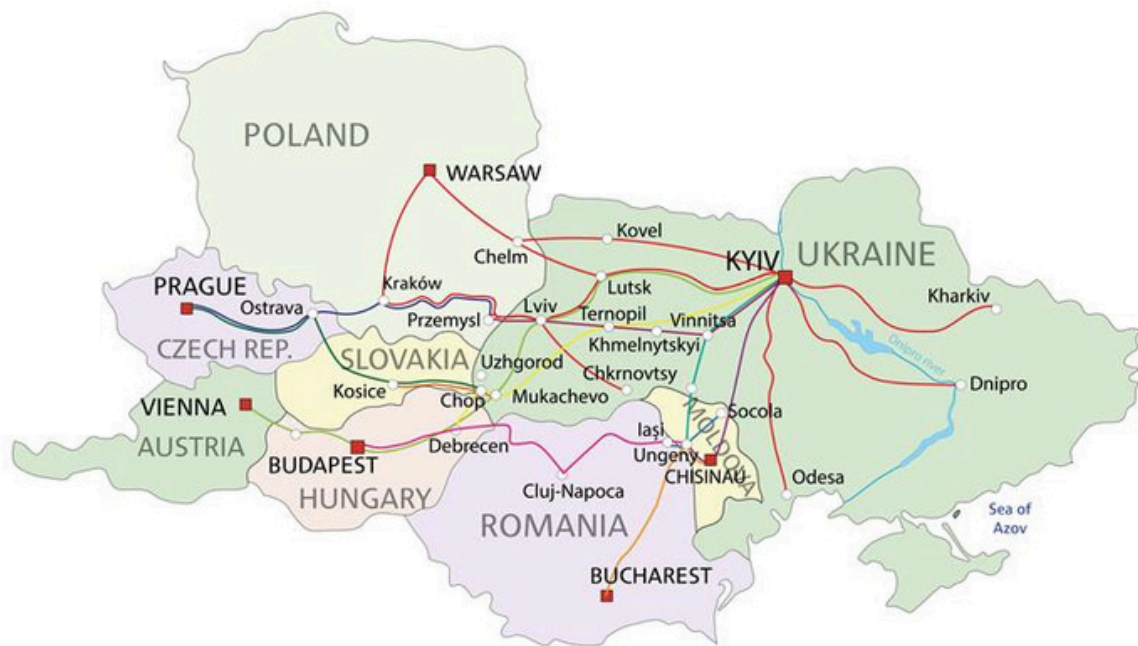 POLAND
WARSAW
Kovel
Chelm
KYIV
UKRAINE
PRAGUE
Ostrava
Kraków
Lutsk
Kharkiv
Przemysl
Lviv
Ternopil
Vinnitsa
CZECH REP.
Khmelnytskyi
Dnipro river
SLOVAKIA
Uzhgorod
Chkrnovtsy
Kosice
Chop
Mukachevo
Dnipro
VIENNA
MOLDOVA
Socola
AUSTRIA
Iași
Debrecen
Ungeny
BUDAPEST
CHISINAU
HUNGARY
Cluj-Napoca
Odesa
ROMANIA
Sea of
Azov
BUCHAREST